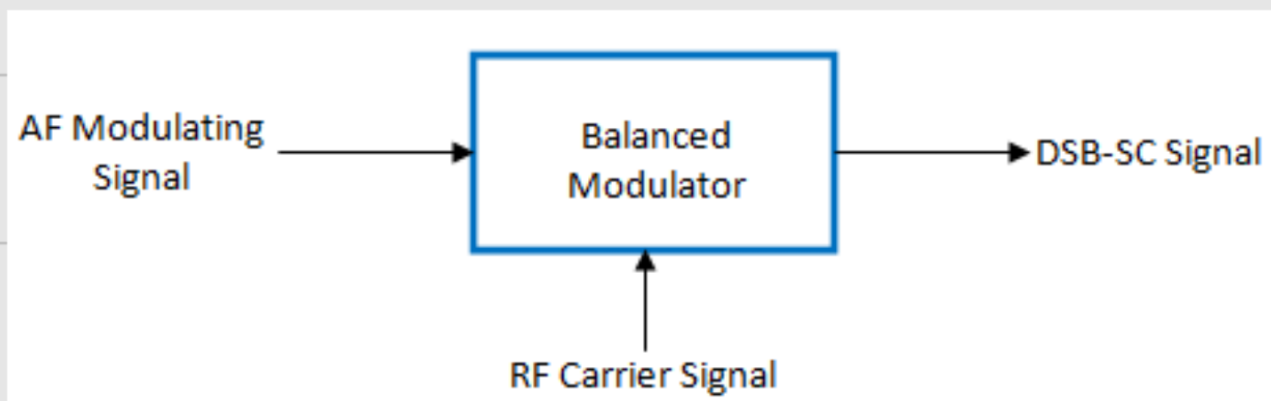 AF Modulating
Signal
Balanced
Modulator
DSB-SC Signal
RF Carrier Signal